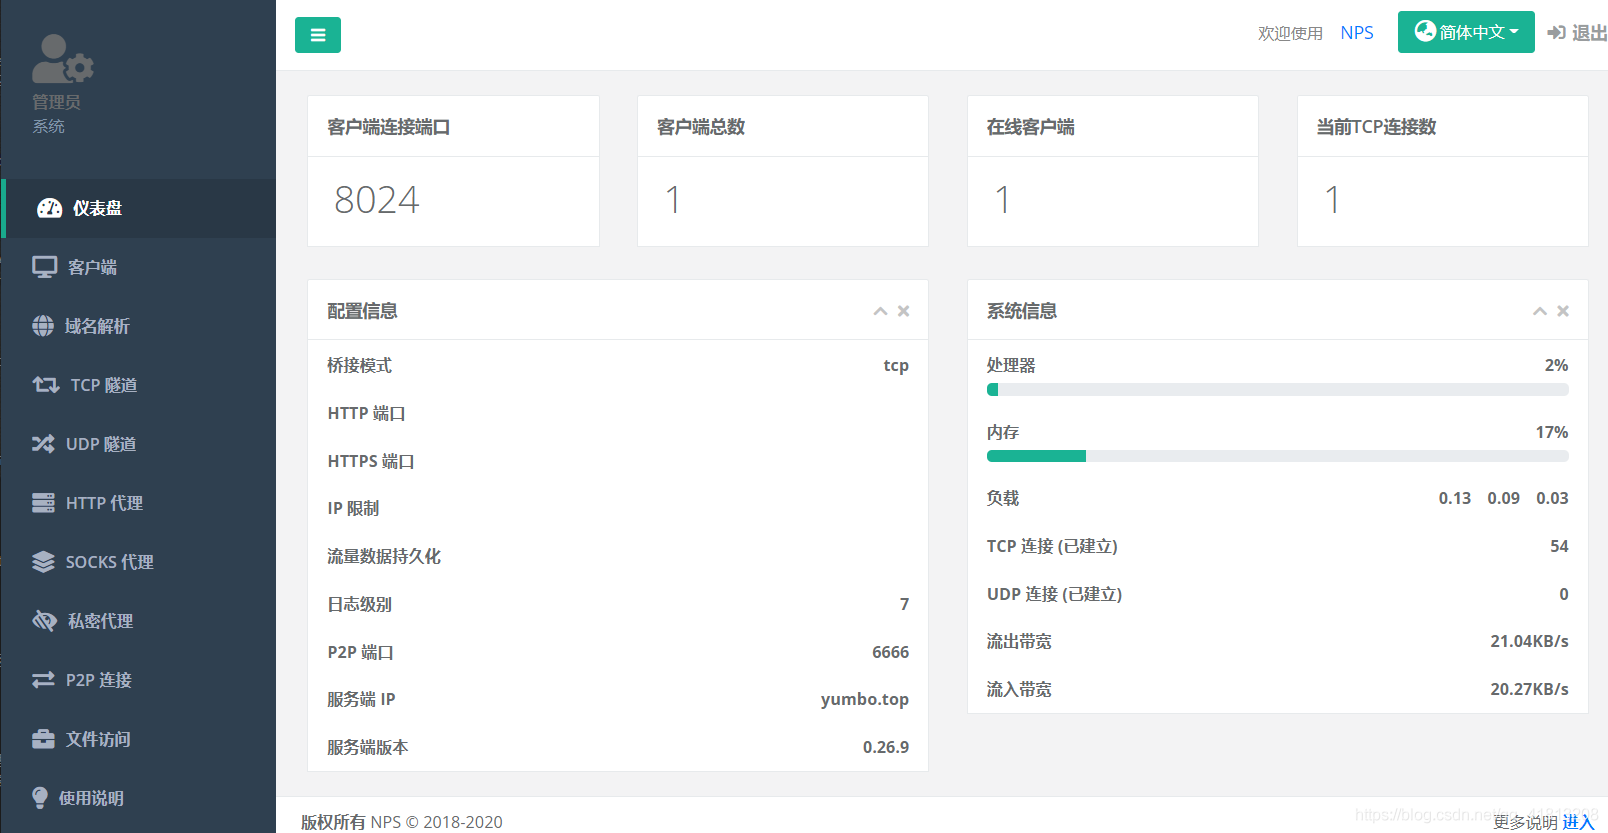 管理员
系统
仪表盘
客户端
域名解析
TCP 隧道
UDP 隧道
HTTP 代理
SOCKS 代理
私密代理
P2P 连接
文件访问
使用说明
欢迎使用 NPS 简体中文 退出
客户端连接端口
8024
客户端总数
1
在线客户端
1
当前TCP连接数
1
配置信息
桥接模式 tcp
HTTP 端口
HTTPS 端口
IP 限制
流量数据持久化
日志级别 7
P2P 端口 6666
服务端 IP yumbo.top
服务端版本 0.26.9
系统信息
处理器 2%
内存 17%
负载 0.13 0.09 0.03
TCP 连接 (已建立) 54
UDP 连接 (已建立) 0
流出带宽 21.04KB/s
流入带宽 20.27KB/s
版权所有 NPS © 2018-2020
更多说明 进入